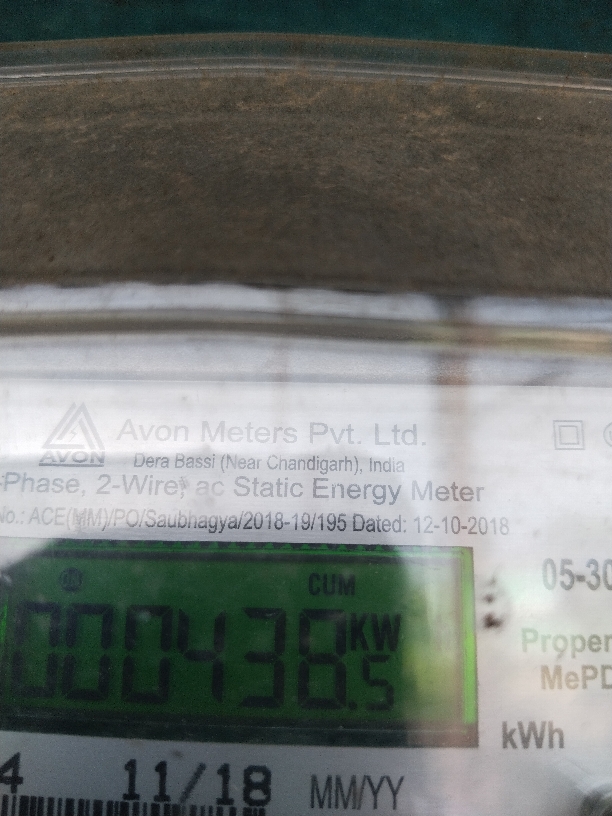 Avon Meters Pvt. Ltd.
AVON
Dera Bassi (Near Chandigarh), India
-Phase, 2-Wire, ac Static Energy Meter
No.: ACE(MM)/PO/Saubhagya/2018-19/195 Dated: 12-10-2018
CUM
05-30
000438.5
KW
Proper
MePD
kWh
4 11/18 MM/YY